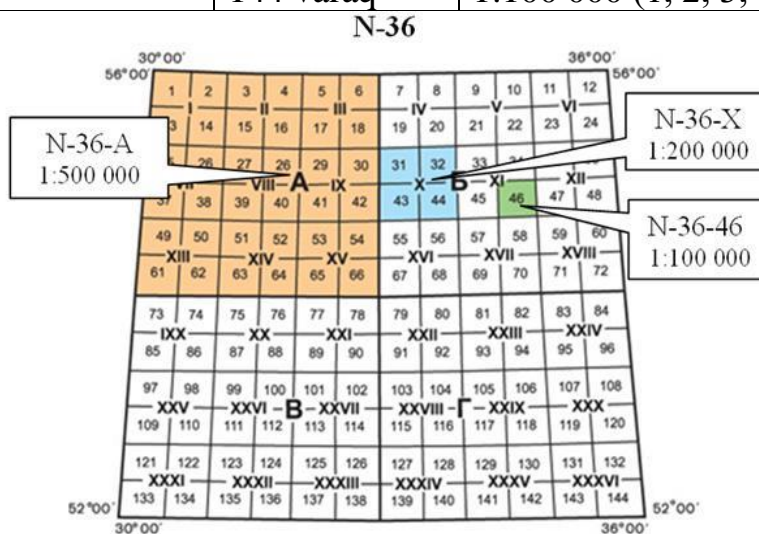 144 varaq 1:100 000 (1, 2, 3,
N-36
30°00′ 36°00′
56°00′ 56°00′
1 2 3 4 5 6 7 8 9 10 11 12
I II III IV V VI
14 15 16 17 18 19 20 21 22 23 24
N-36-A
1:500 000
N-36-X
1:200 000
26 27 28 29 30 31 32 33
VIII А IX X Б XI XII
37 38 39 40 41 42 43 44 45 46 47 48
N-36-46
1:100 000
49 50 51 52 53 54 55 56 57 58 59 60
XIII XIV XV XVI XVII XVIII
61 62 63 64 65 66 67 68 69 70 71 72
73 74 75 76 77 78 79 80 81 82 83 84
IXX XX XXI XXII XXIII XXIV
85 86 87 88 89 90 91 92 93 94 95 96
97 98 99 100 101 102 103 104 105 106 107 108
XXV XXVI В XXVII XXVIII Г XXIX XXX
109 110 111 112 113 114 115 116 117 118 119 120
121 122 123 124 125 126 127 128 129 130 131 132
XXXI XXXII XXXIII XXXIV XXXV XXXVI
133 134 135 136 137 138 139 140 141 142 143 144
52°00′ 52°00′
30°00′ 36°00′